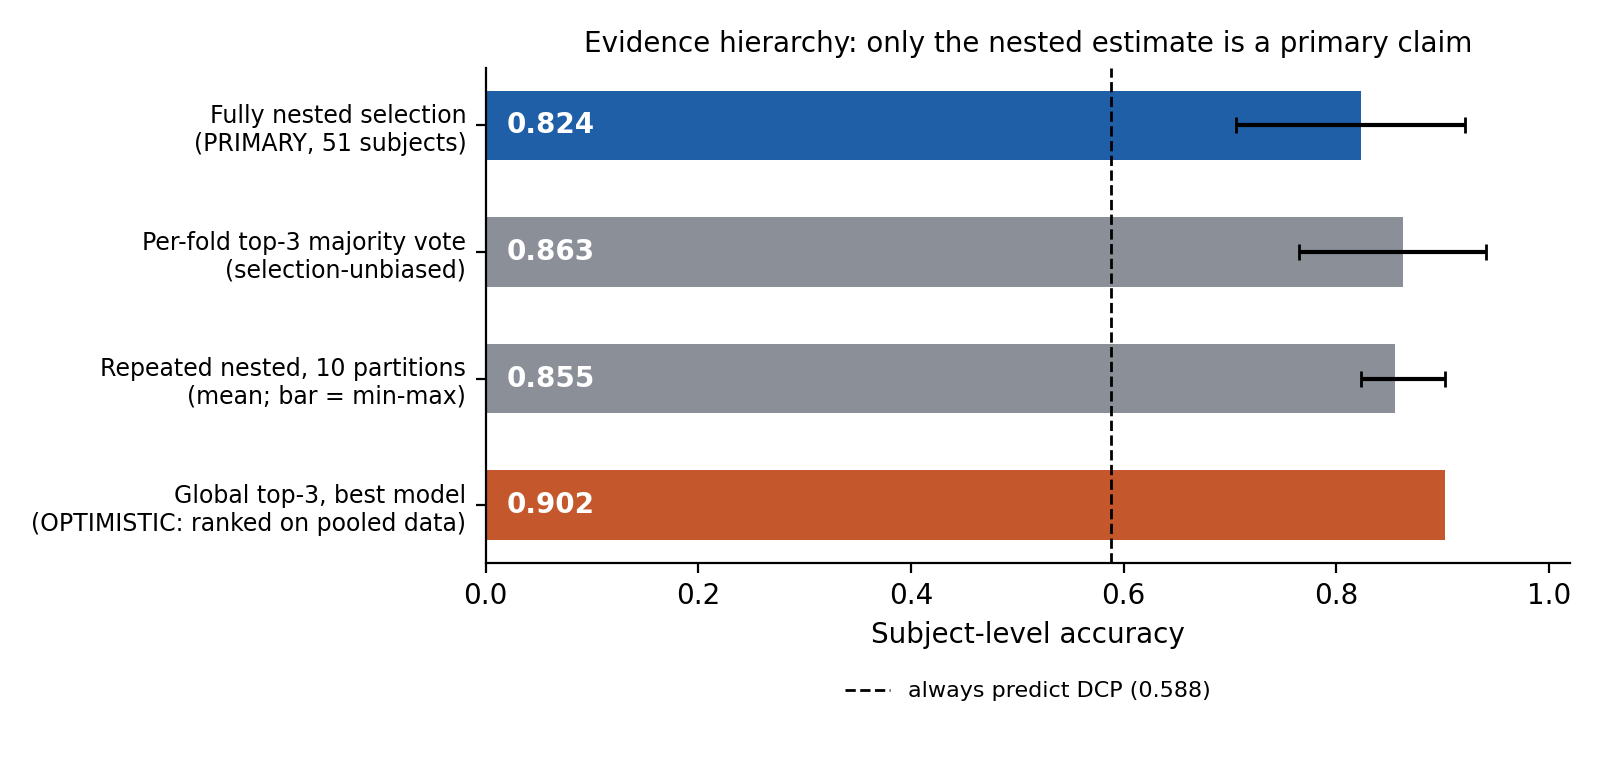 Evidence hierarchy: only the nested estimate is a primary claim
Fully nested selection
(PRIMARY, 51 subjects)
0.824
Per-fold top-3 majority vote
(selection-unbiased)
0.863
Repeated nested, 10 partitions
(mean; bar = min-max)
0.855
Global top-3, best model
(OPTIMISTIC: ranked on pooled data)
0.902
0.0 0.2 0.4 0.6 0.8 1.0
Subject-level accuracy
always predict DCP (0.588)